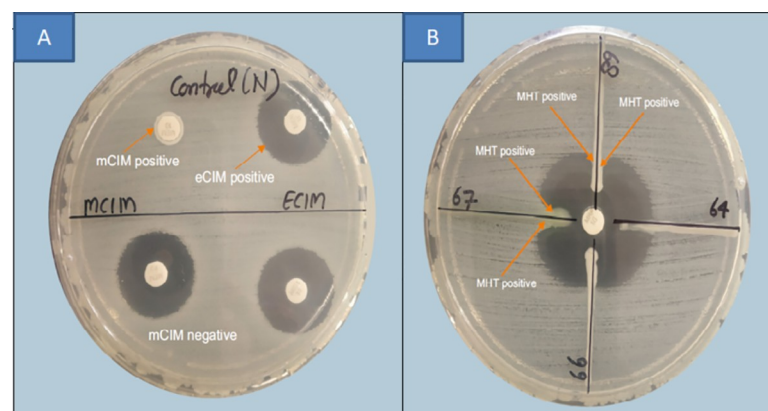 A
Control (N)
mCIM positive
eCIM positive
MCIM
ECIM
mCIM negative
B
68
MHT positive
MHT positive
MHT positive
67
64
MHT positive
66